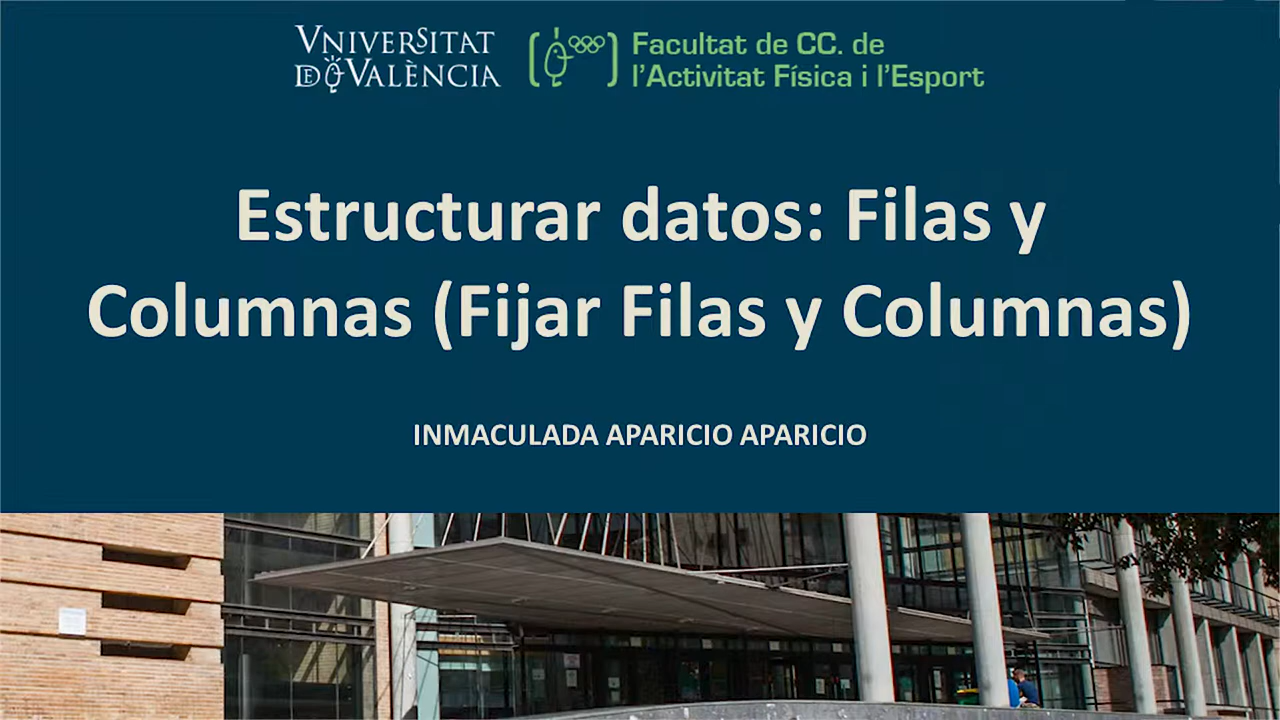 VNIVERSITAT
DE VALÈNCIA
Facultat de CC. de
l'Activitat Física i l'Esport
Estructurar datos: Filas y
Columnas (Fijar Filas y Columnas)
INMACULADA APARICIO APARICIO